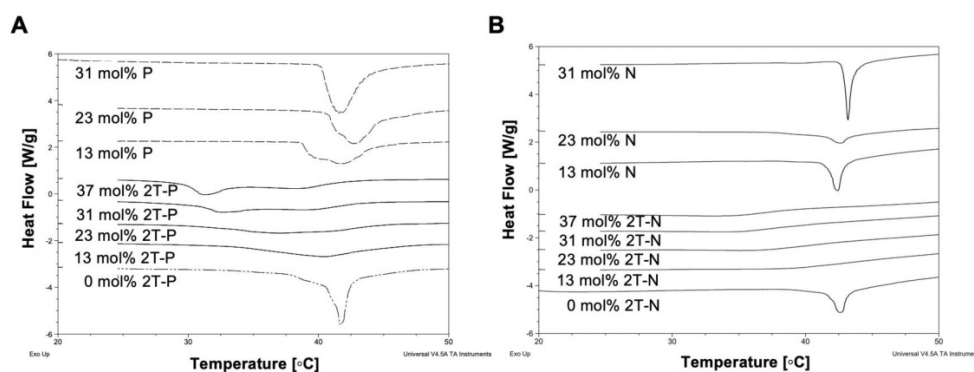 A
6
4
2
0
-2
-4
-6
Heat Flow [W/g]
31 mol% P
23 mol% P
13 mol% P
37 mol% 2T-P
31 mol% 2T-P
23 mol% 2T-P
13 mol% 2T-P
0 mol% 2T-P
20
30
40
50
Exo Up
Temperature [◦C]
Universal V4.5A TA Instruments
B
6
4
2
0
-2
-4
-6
Heat Flow [W/g]
31 mol% N
23 mol% N
13 mol% N
37 mol% 2T-N
31 mol% 2T-N
23 mol% 2T-N
13 mol% 2T-N
0 mol% 2T-N
20
30
40
50
Exo Up
Temperature [◦C]
Universal V4.5A TA Instrume